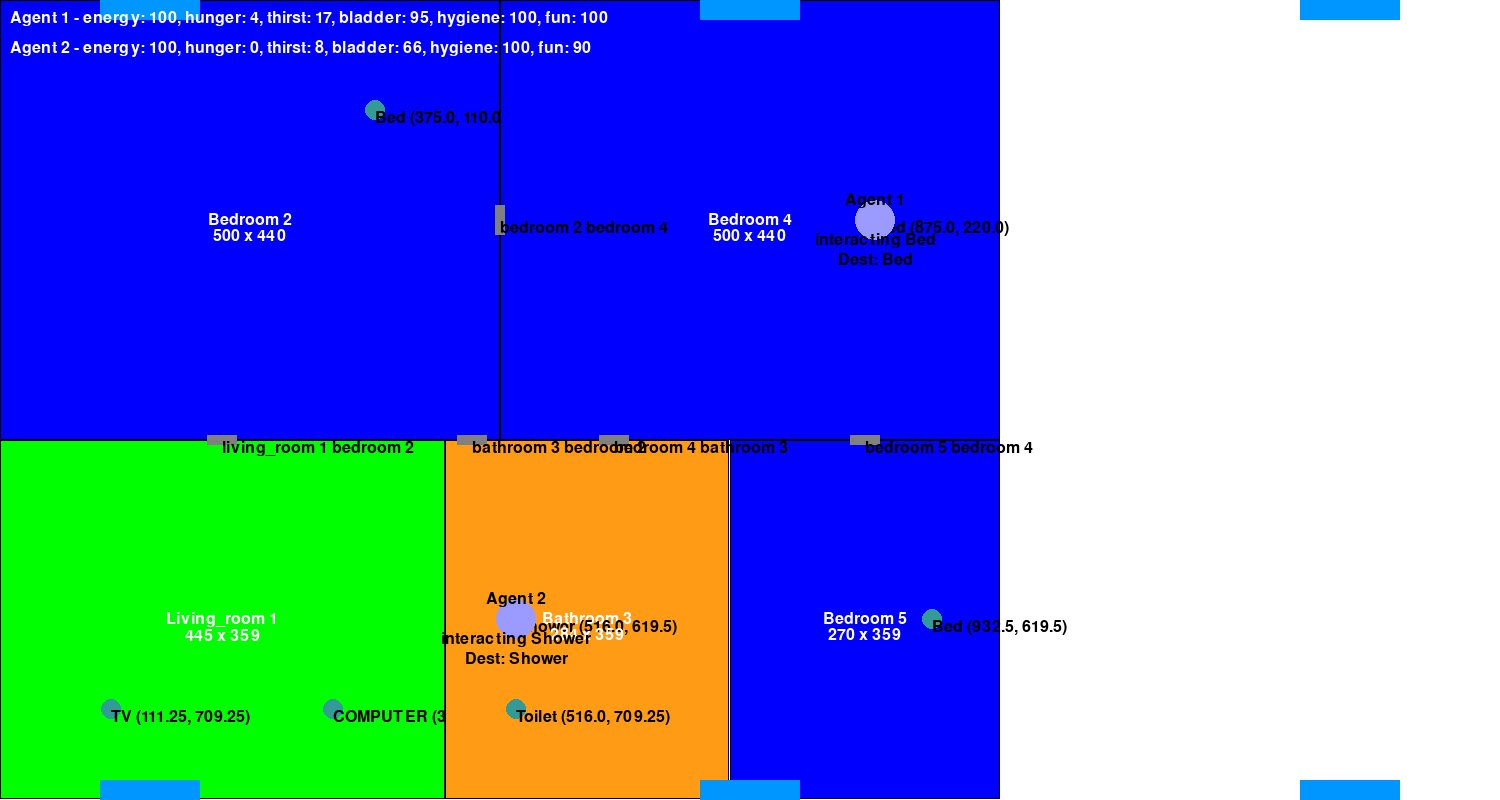 Agent 1 - energy: 100, hunger: 4, thirst: 17, bladder: 95, hygiene: 100, fun: 100
Agent 2 - energy: 100, hunger: 0, thirst: 8, bladder: 66, hygiene: 100, fun: 90
Bed (375.0, 110.0
Agent 1
Bedroom 2
500 x 440
bedroom 2 bedroom 4
Bedroom 4
500 x 440
(875.0, 220.0)
interacting Bed
Dest: Bed
living_room 1 bedroom 2
bathroom 3 bedroom 2
bedroom 4 bathroom 3
bedroom 5 bedroom 4
Agent 2
Living_room 1
445 x 359
Bathroom 3
x 359
(516.0, 619.5)
interacting Shower
Dest: Shower
Bedroom 5
270 x 359
Bed (932.5, 619.5)
TV (111.25, 709.25)
COMPUTER (3
Toilet (516.0, 709.25)